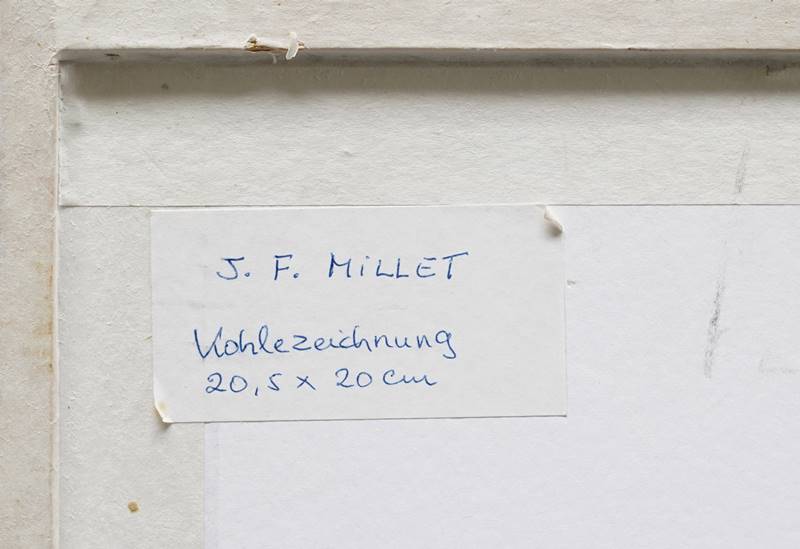 J. F. MiLLET
Kohlezeichnung
20,5 x 20 cm